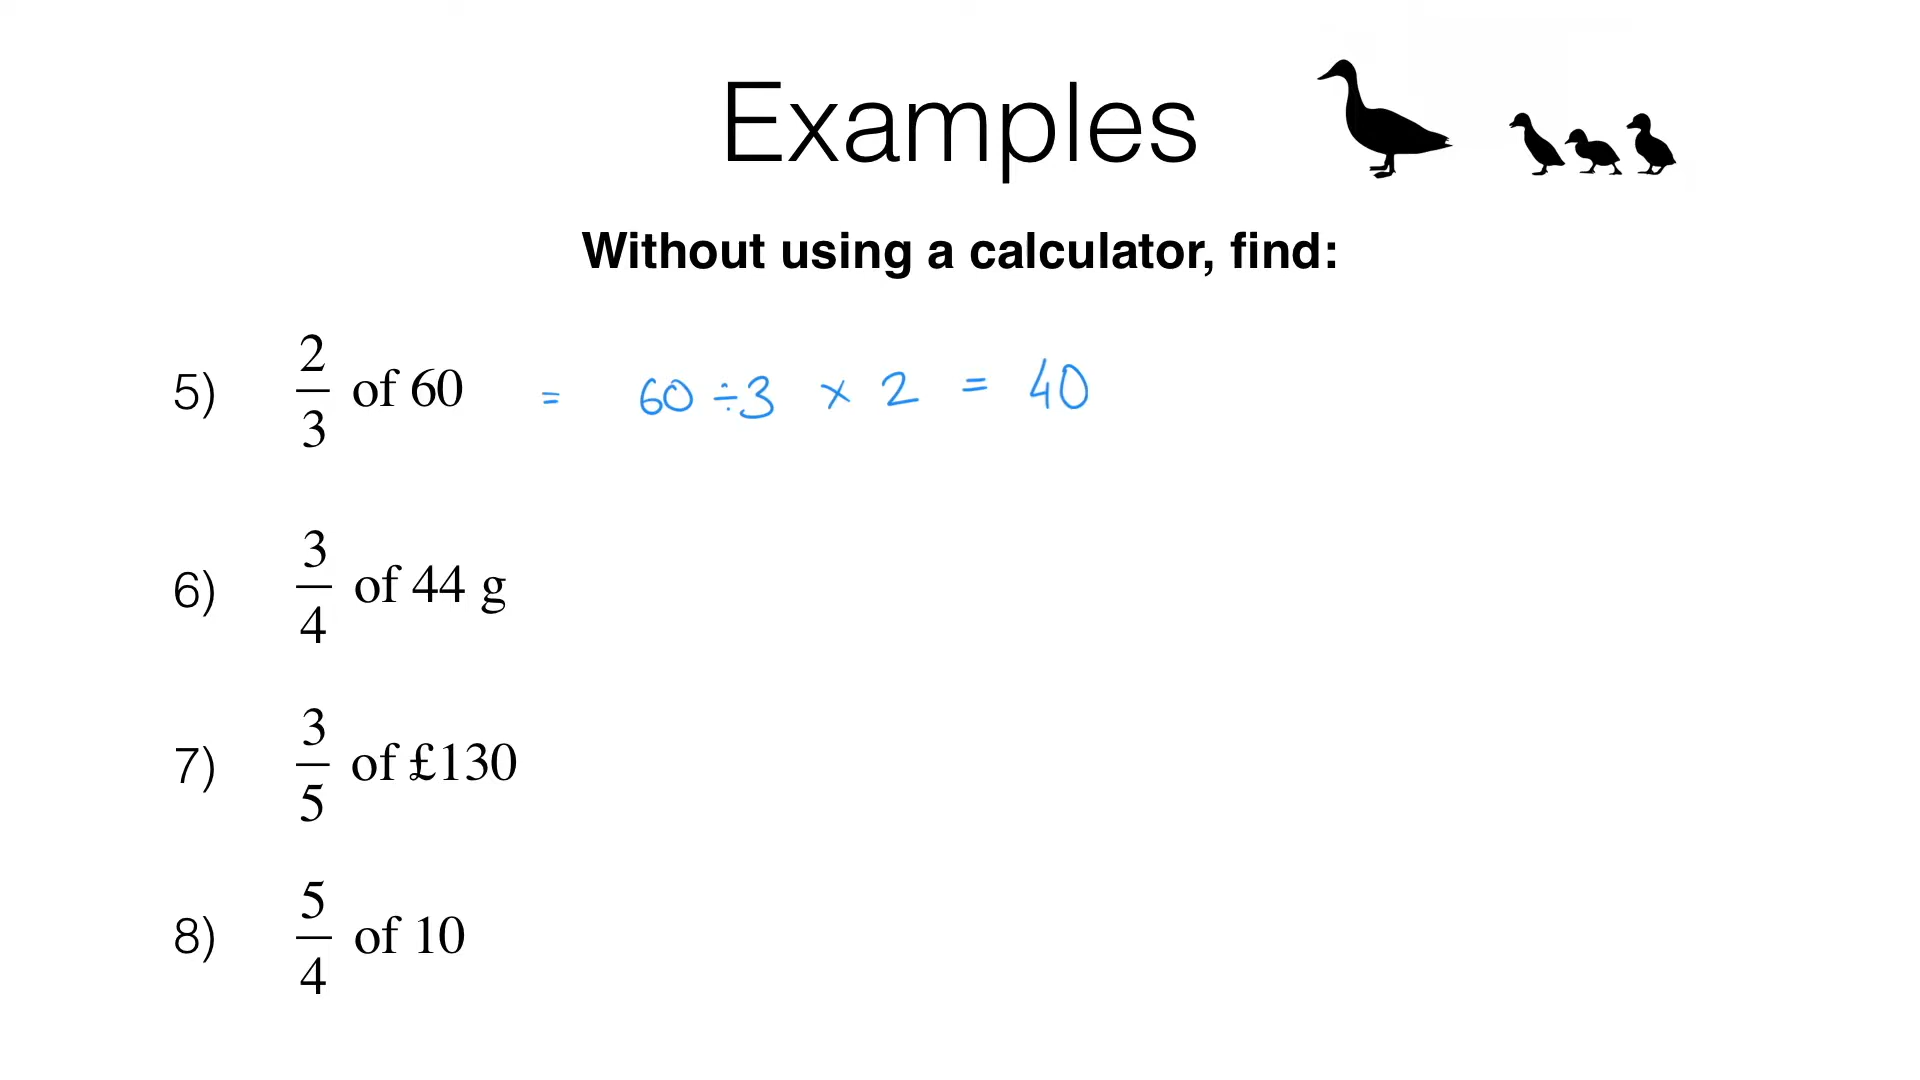 Examples
Without using a calculator, find:
5) 2/3 of 60 = 60 ÷ 3 × 2 = 40
6) 3/4 of 44 g
7) 3/5 of £130
8) 5/4 of 10